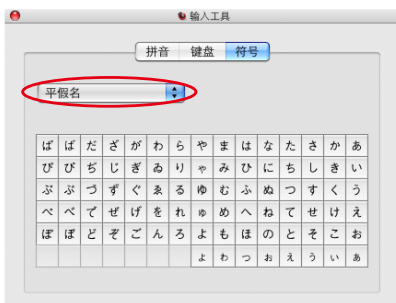 输入工具
拼音 键盘 符号
平假名
ぱ ば だ ざ が わ ら や ま は な た さ か あ
ぴ び ぢ じ ぎ ゐ り ゃ み ひ に ち し き い
ぷ ぶ づ ず ぐ ゑ る ゆ む ふ ぬ つ す く う
ぺ べ で ぜ げ を れ ゅ め へ ね て せ け え
ぽ ぼ ど ぞ ご ん ろ よ も ほ の と そ こ お
ょ ゎ っ ぉ ぇ ぅ ぃ ぁ